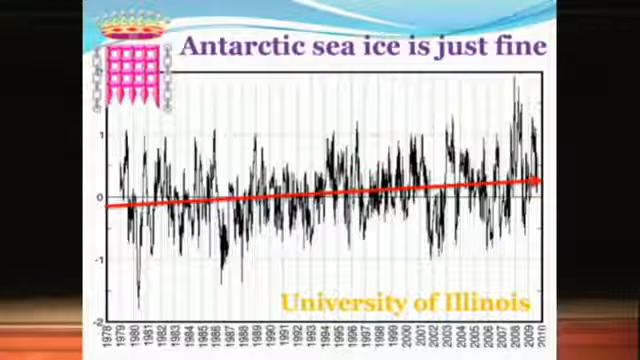 Antarctic sea ice is just fine
1
0
-1
-2
University of Illinois
1978 1979 1980 1981 1982 1983 1984 1985 1986 1987 1988 1989 1990 1991 1992 1993 1994 1995 1996 1997 1998 1999 2000 2001 2002 2003 2004 2005 2006 2007 2008 2009 2010